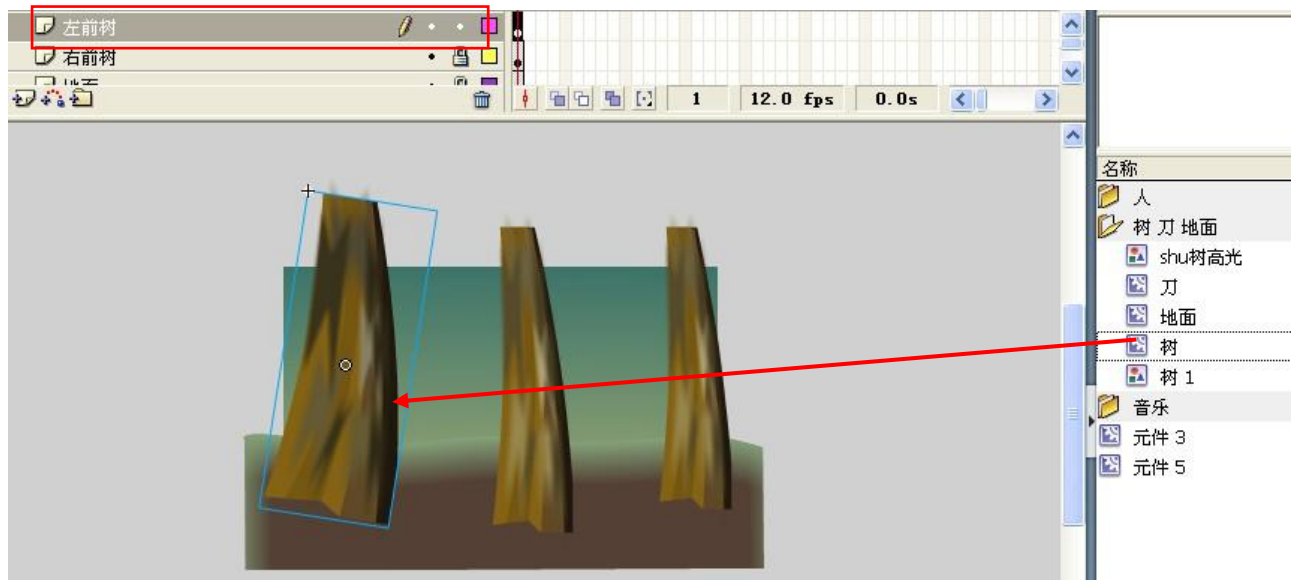 左前树
右前树
地面
1
12.0 fps
0.0s
名称
人
树 刀 地面
shu树高光
刀
地面
树
树 1
音乐
元件 3
元件 5